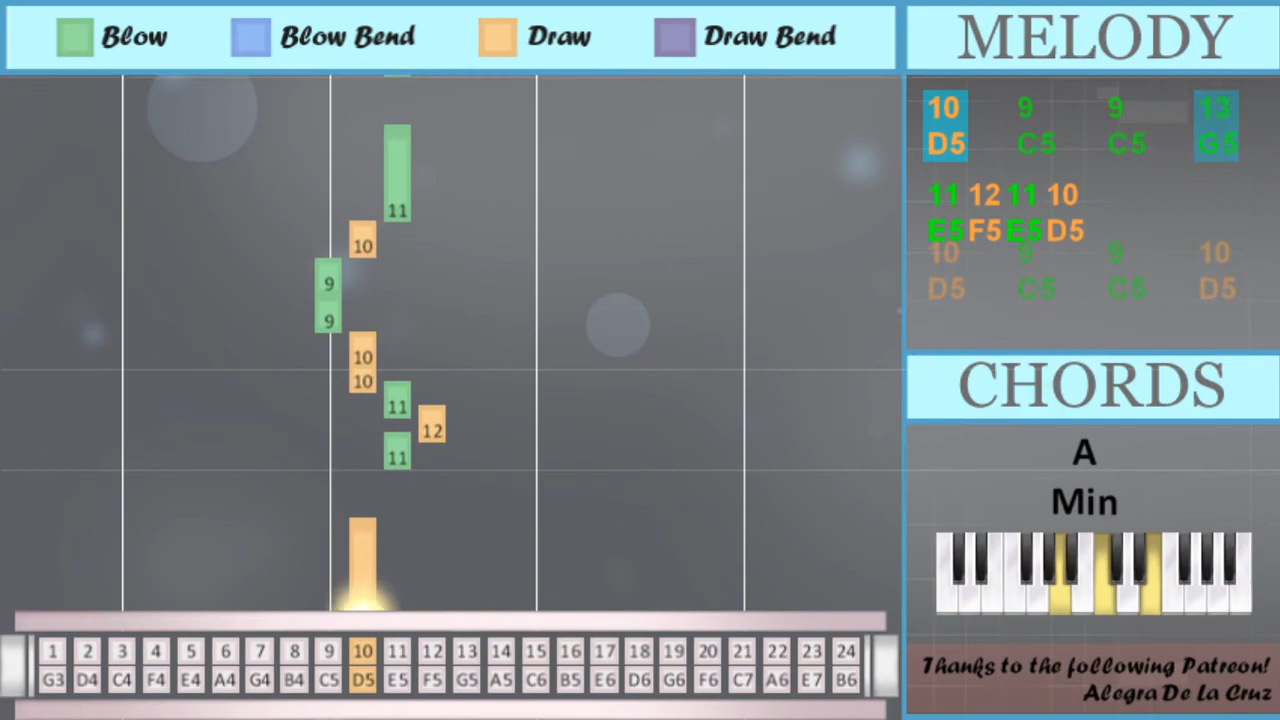 Blow Blow Bend Draw Draw Bend
MELODY
10 9 9 13
D5 C5 C5 G5
11 12 11 10
E5 F5 E5 D5
10 9 9 10
D5 C5 C5 D5
11
10
9
9
10
10
11
12
11
CHORDS
A
Min
1 2 3 4 5 6 7 8 9 10 11 12 13 14 15 16 17 18 19 20 21 22 23 24
G3 D4 C4 F4 E4 A4 G4 B4 C5 D5 E5 F5 G5 A5 C6 B5 E6 D6 G6 F6 C7 A6 E7 B6
Thanks to the following Patreon!
Alegra De La Cruz